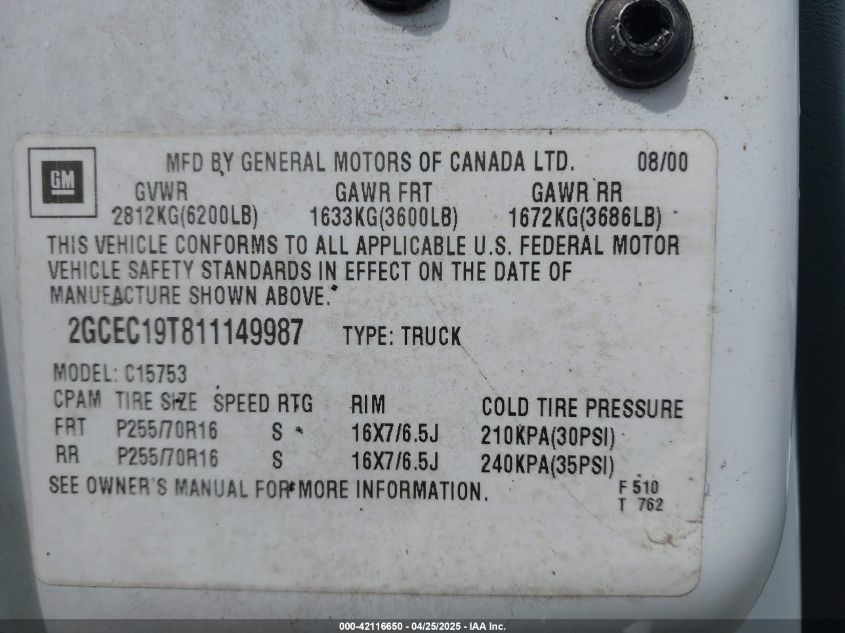 GM
MFD BY GENERAL MOTORS OF CANADA LTD. 08/00
GVWR GAWR FRT GAWR RR
2812KG(6200LB) 1633KG(3600LB) 1672KG(3686LB)
THIS VEHICLE CONFORMS TO ALL APPLICABLE U.S. FEDERAL MOTOR
VEHICLE SAFETY STANDARDS IN EFFECT ON THE DATE OF
MANUFACTURE SHOWN ABOVE.
2GCEC19T811149987 TYPE: TRUCK
MODEL: C15753
CPAM TIRE SIZE SPEED RTG RIM COLD TIRE PRESSURE
FRT P255/70R16 S 16X7/6.5J 210KPA(30PSI)
RR P255/70R16 S 16X7/6.5J 240KPA(35PSI)
SEE OWNER'S MANUAL FOR MORE INFORMATION.
F 510
T 762
000-42116650 - 04/25/2025 - IAA Inc.